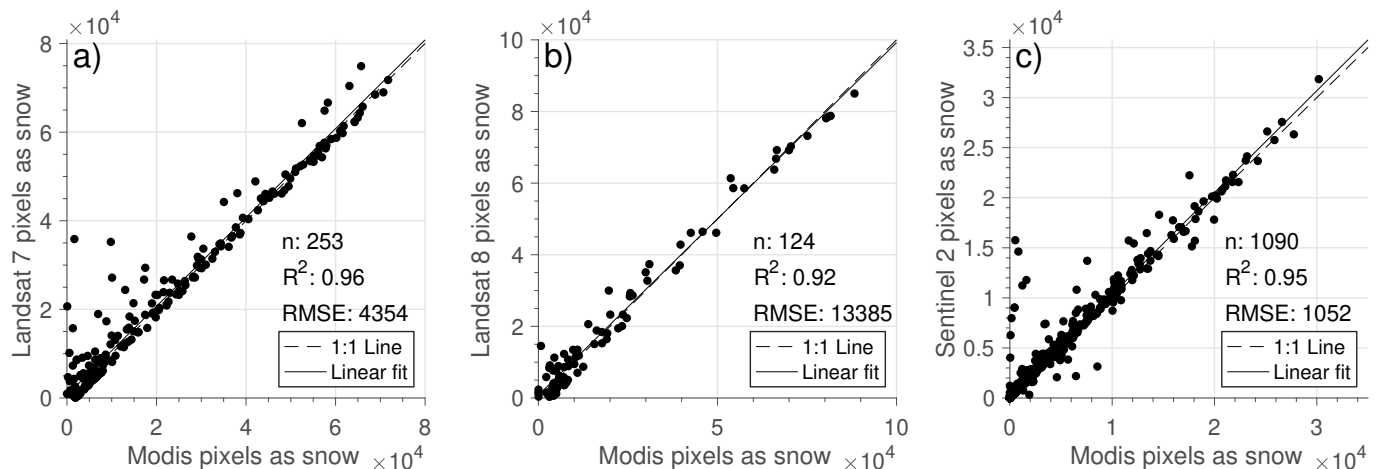 ×10⁴
a)
8
6
4
2
0
Landsat 7 pixels as snow
n: 253
R²: 0.96
RMSE: 4354
1:1 Line
Linear fit
0
2
4
6
8
Modis pixels as snow
×10⁴
×10⁴
b)
10
8
6
4
2
0
Landsat 8 pixels as snow
n: 124
R²: 0.92
RMSE: 13385
1:1 Line
Linear fit
0
5
10
Modis pixels as snow
×10⁴
×10⁴
c)
3.5
3
2.5
2
1.5
1
0.5
0
Sentinel 2 pixels as snow
n: 1090
R²: 0.95
RMSE: 1052
1:1 Line
Linear fit
0
1
2
3
Modis pixels as snow
×10⁴